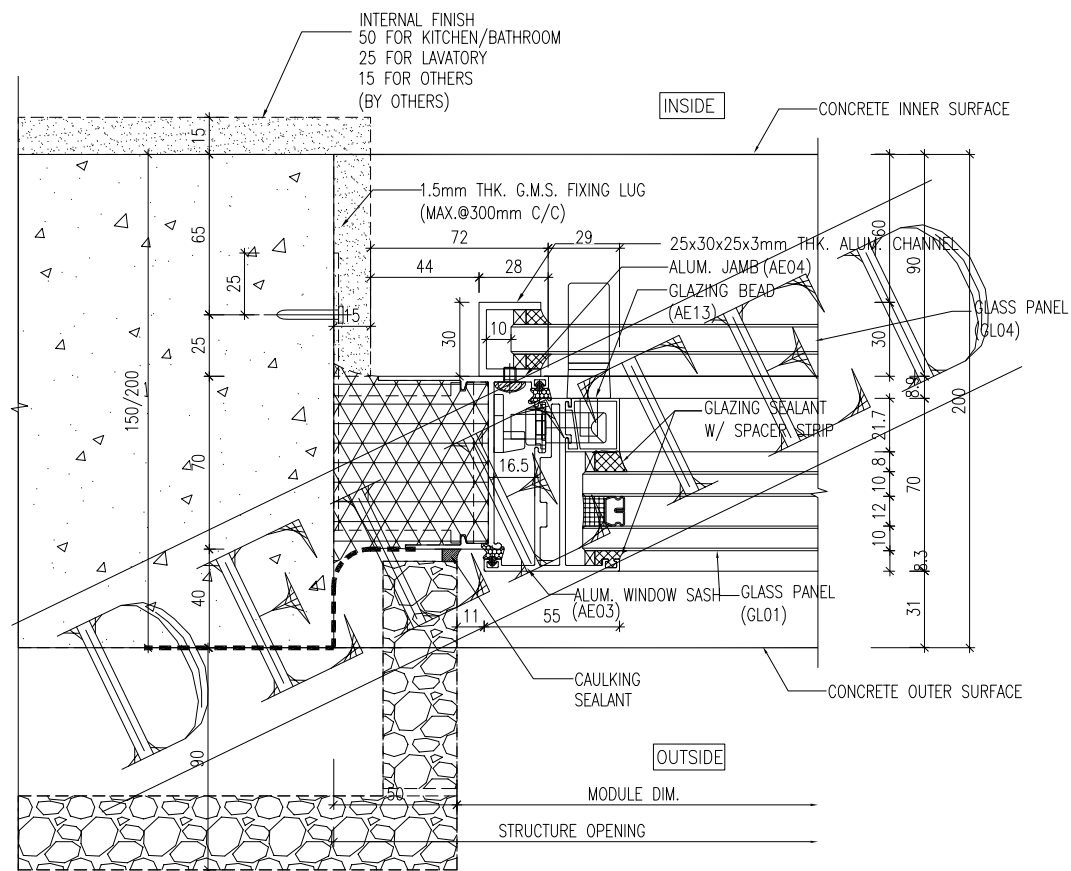 INTERNAL FINISH
50 FOR KITCHEN/BATHROOM
25 FOR LAVATORY
15 FOR OTHERS
(BY OTHERS)
INSIDE
CONCRETE INNER SURFACE
15
1.5mm THK. G.M.S. FIXING LUG
(MAX.@300mm C/C)
65
60
90
72
29
25x30x25x3mm THK. ALUM. CHANNEL
44
28
ALUM. JAMB (AE04)
GLAZING BEAD
(AE13)
25
15
10
30
GLASS PANEL
(GL04)
30
25
150/200
8.9
200
GLAZING SEALANT
W/ SPACER STRIP
21.7
70
16.5
8
10
70
12
10
8.3
40
ALUM. WINDOW SASH
(AE03)
GLASS PANEL
(GL01)
31
11
55
CAULKING
SEALANT
CONCRETE OUTER SURFACE
DELETED
OUTSIDE
90
50
MODULE DIM.
STRUCTURE OPENING